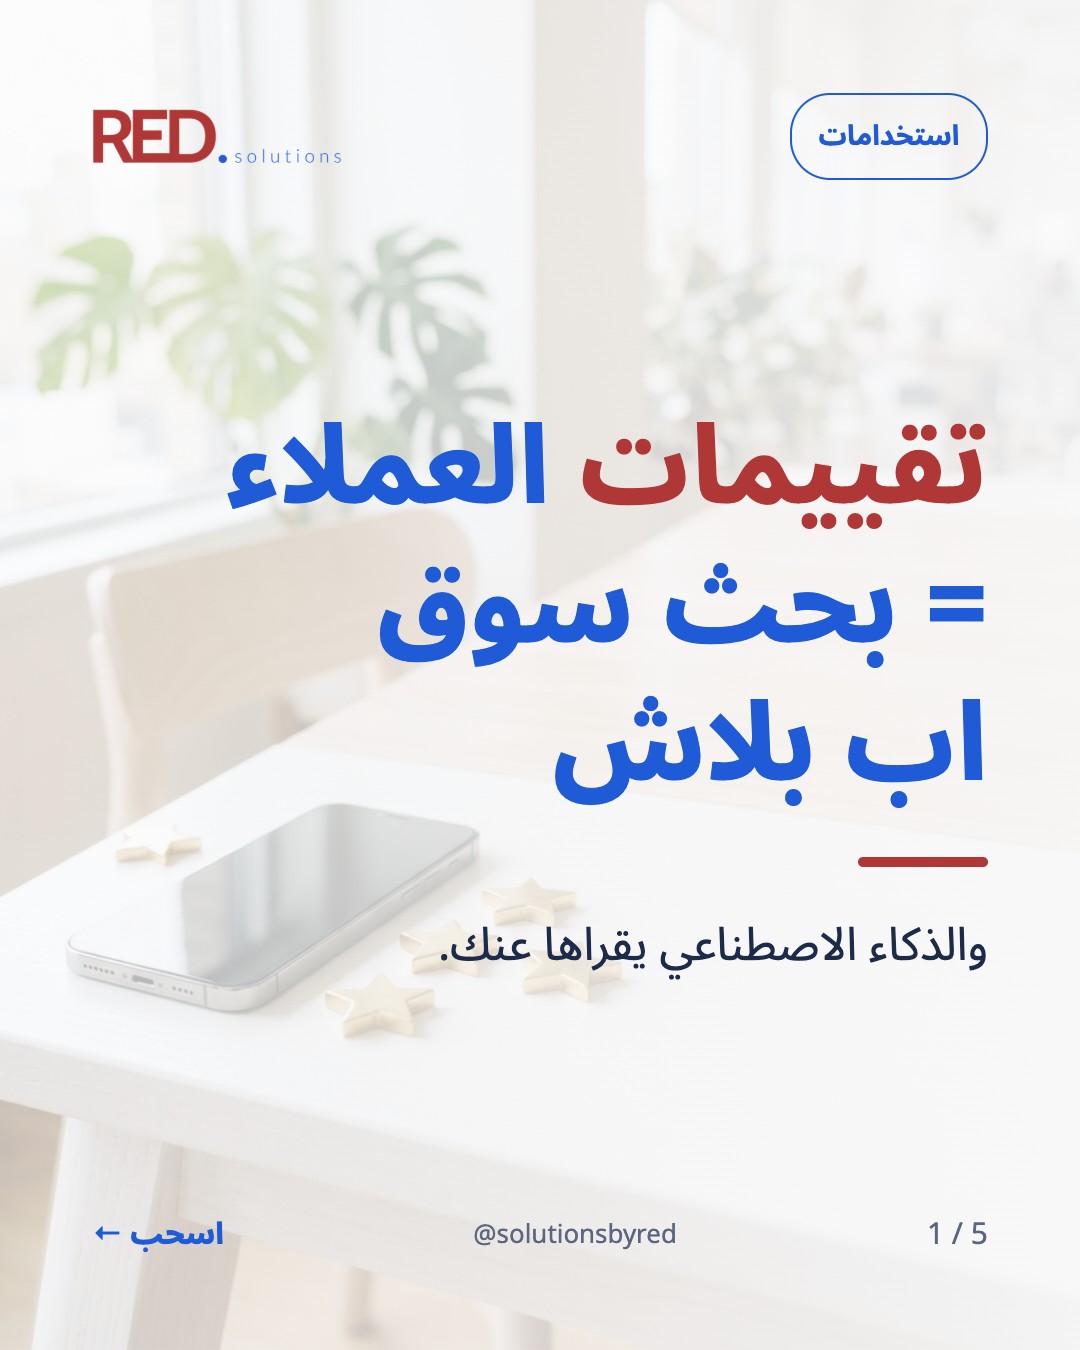 RED.solutions
استخدامات
تقييمات العملاء
= بحث سوق
اب بلاش
والذكاء الاصطناعي يقراها عنك.
1 / 5
@solutionsbyred
اسحب ←